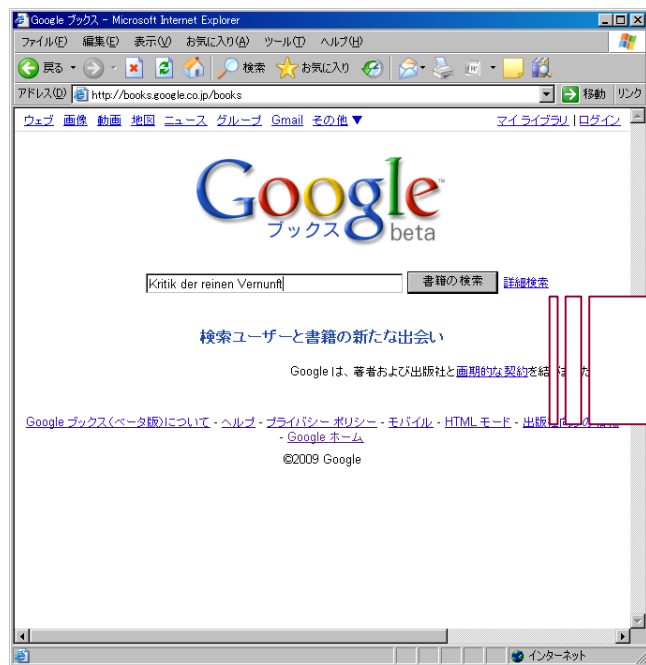 Google ブックス - Microsoft Internet Explorer
ファイル(F) 編集(E) 表示(V) お気に入り(A) ツール(T) ヘルプ(H)
戻る 検索 お気に入り
アドレス(D) http://books.google.co.jp/books 移動 リンク
ウェブ 画像 動画 地図 ニュース グループ Gmail その他 ▼ マイ ライブラリ | ログイン
Google™
ブックス beta
Kritik der reinen Vernunft 書籍の検索 詳細検索
検索ユーザーと書籍の新たな出会い
Google は、著者および出版社と画期的な契約を結
Google ブックス(ベータ版)について - ヘルプ - プライバシー ポリシー - モバイル - HTML モード - 出版
- Google ホーム
©2009 Google
インターネット